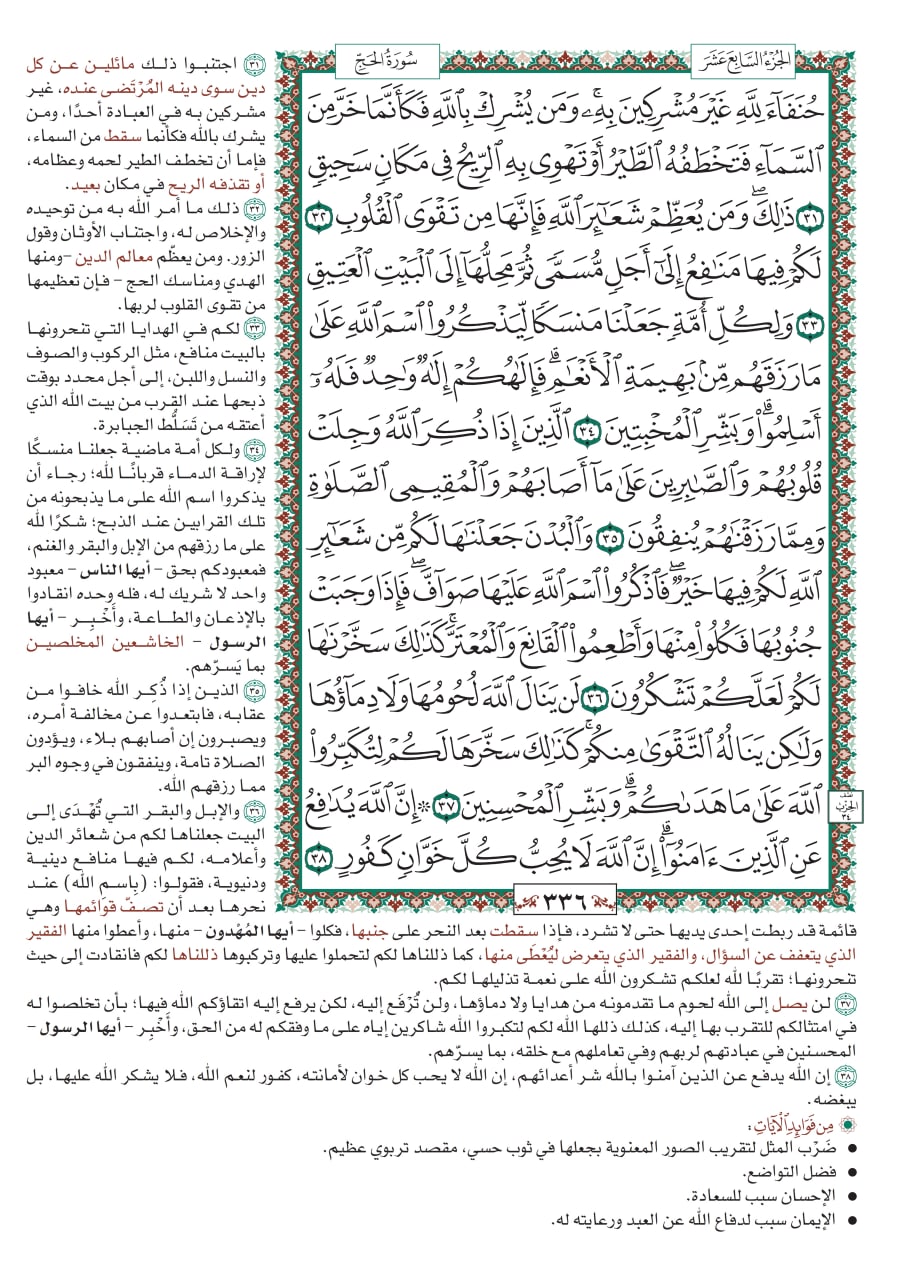 الجزء السابع عشر
سورة الحج
حُنَفَآءَ لِلَّهِ غَيۡرَ مُشۡرِكِينَ بِهِۦۚ وَمَن يُشۡرِكۡ بِٱللَّهِ فَكَأَنَّمَا خَرَّ مِنَ
ٱلسَّمَآءِ فَتَخۡطَفُهُ ٱلطَّيۡرُ أَوۡ تَهۡوِي بِهِ ٱلرِّيحُ فِي مَكَانٖ سَحِيقٖ
٣١ ذَٰلِكَۖ وَمَن يُعَظِّمۡ شَعَٰٓئِرَ ٱللَّهِ فَإِنَّهَا مِن تَقۡوَى ٱلۡقُلُوبِ ٣٢
لَكُمۡ فِيهَا مَنَٰفِعُ إِلَىٰٓ أَجَلٖ مُّسَمّٗى ثُمَّ مَحِلُّهَآ إِلَى ٱلۡبَيۡتِ ٱلۡعَتِيقِ
٣٣ وَلِكُلِّ أُمَّةٖ جَعَلۡنَا مَنسَكٗا لِّيَذۡكُرُواْ ٱسۡمَ ٱللَّهِ عَلَىٰ
مَا رَزَقَهُم مِّنۢ بَهِيمَةِ ٱلۡأَنۡعَٰمِۗ فَإِلَٰهُكُمۡ إِلَٰهٞ وَٰحِدٞ فَلَهُۥٓ
أَسۡلِمُواْۗ وَبَشِّرِ ٱلۡمُخۡبِتِينَ ٣٤ ٱلَّذِينَ إِذَا ذُكِرَ ٱللَّهُ وَجِلَتۡ
قُلُوبُهُمۡ وَٱلصَّٰبِرِينَ عَلَىٰ مَآ أَصَابَهُمۡ وَٱلۡمُقِيمِي ٱلصَّلَوٰةِ
وَمِمَّا رَزَقۡنَٰهُمۡ يُنفِقُونَ ٣٥ وَٱلۡبُدۡنَ جَعَلۡنَٰهَا لَكُم مِّن شَعَٰٓئِرِ
ٱللَّهِ لَكُمۡ فِيهَا خَيۡرٞۖ فَٱذۡكُرُواْ ٱسۡمَ ٱللَّهِ عَلَيۡهَا صَوَآفَّۖ فَإِذَا وَجَبَتۡ
جُنُوبُهَا فَكُلُواْ مِنۡهَا وَأَطۡعِمُواْ ٱلۡقَانِعَ وَٱلۡمُعۡتَرَّۚ كَذَٰلِكَ سَخَّرۡنَٰهَا
لَكُمۡ لَعَلَّكُمۡ تَشۡكُرُونَ ٣٦ لَن يَنَالَ ٱللَّهَ لُحُومُهَا وَلَا دِمَآؤُهَا
وَلَٰكِن يَنَالُهُ ٱلتَّقۡوَىٰ مِنكُمۡۚ كَذَٰلِكَ سَخَّرَهَا لَكُمۡ لِتُكَبِّرُواْ
ٱللَّهَ عَلَىٰ مَا هَدَىٰكُمۡۗ وَبَشِّرِ ٱلۡمُحۡسِنِينَ ٣٧ ۞ إِنَّ ٱللَّهَ يُدَٰفِعُ
عَنِ ٱلَّذِينَ ءَامَنُوٓاْۗ إِنَّ ٱللَّهَ لَا يُحِبُّ كُلَّ خَوَّانٖ كَفُورٍ ٣٨
نصف
الحزب
٣٤
٣٣٦
٣١ اجتنبوا ذلك مائلين عن كل
دين سوى دينه المُرْتَضى عنده، غير
مشركين به في العبادة أحدًا، ومن
يشرك بالله فكأنما سقط من السماء،
فإما أن تخطف الطير لحمه وعظامه،
أو تقذفه الريح في مكان بعيد.
٣٢ ذلك ما أمر الله به من توحيده
والإخلاص له، واجتناب الأوثان وقول
الزور. ومن يعظّم معالم الدين -ومنها
الهدي ومناسك الحج - فإن تعظيمها
من تقوى القلوب لربها.
٣٣ لكم في الهدايا التي تنحرونها
بالبيت منافع، مثل الركوب والصوف
والنسل واللبن، إلى أجل محدد بوقت
ذبحها عند القرب من بيت الله الذي
أعتقه من تَسَلُّط الجبابرة.
٣٤ ولكل أمة ماضية جعلنا منسكًا
لإراقة الدماء قربانًا لله؛ رجاء أن
يذكروا اسم الله على ما يذبحونه من
تلك القرابين عند الذبح؛ شكرًا لله
على ما رزقهم من الإبل والبقر والغنم،
فمعبودكم بحق - أيها الناس - معبود
واحد لا شريك له، فله وحده انقادوا
بالإذعان والطاعة، وأَخْبِر - أيها
الرسول - الخاشعين المخلصين
بما يَسرّهم.
٣٥ الذين إذا ذُكِر الله خافوا من
عقابه، فابتعدوا عن مخالفة أمره،
ويصبرون إن أصابهم بلاء، ويؤدون
الصلاة تامة، وينفقون في وجوه البر
مما رزقهم الله.
٣٦ والإبل والبقر التي تُهْدَى إلى
البيت جعلناها لكم من شعائر الدين
وأعلامه، لكم فيها منافع دينية
ودنيوية، فقولوا: (بِاسم الله) عند
نحرها بعد أن تصفّ قوائمها وهي
قائمة قد ربطت إحدى يديها حتى لا تشرد، فإذا سقطت بعد النحر على جنبها، فكلوا - أيها المُهْدون - منها، وأعطوا منها الفقير
الذي يتعفف عن السؤال، والفقير الذي يتعرض ليُعْطَى منها، كما ذللناها لكم لتحملوا عليها وتركبوها ذللناها لكم فانقادت إلى حيث
تنحرونها؛ تقربًا لله لعلكم تشكرون الله على نعمة تذليلها لكم.
٣٧ لن يصل إلى الله لحوم ما تقدمونه من هدايا ولا دماؤها، ولن تُرْفَع إليه، لكن يرفع إليه اتقاؤكم الله فيها؛ بأن تخلصوا له
في امتثالكم للتقرب بها إليه، كذلك ذللها الله لكم لتكبروا الله شاكرين إياه على ما وفقكم له من الحق، وأَخْبِر - أيها الرسول -
المحسنين في عبادتهم لربهم وفي تعاملهم مع خلقه، بما يسرّهم.
٣٨ إن الله يدفع عن الذين آمنوا بالله شر أعدائهم، إن الله لا يحب كل خوان لأمانته، كفور لنعم الله، فلا يشكر الله عليها، بل
يبغضه.
من فوائد الآيات:
● ضَرْب المثل لتقريب الصور المعنوية بجعلها في ثوب حسي، مقصد تربوي عظيم.
● فضل التواضع.
● الإحسان سبب للسعادة.
● الإيمان سبب لدفاع الله عن العبد ورعايته له.